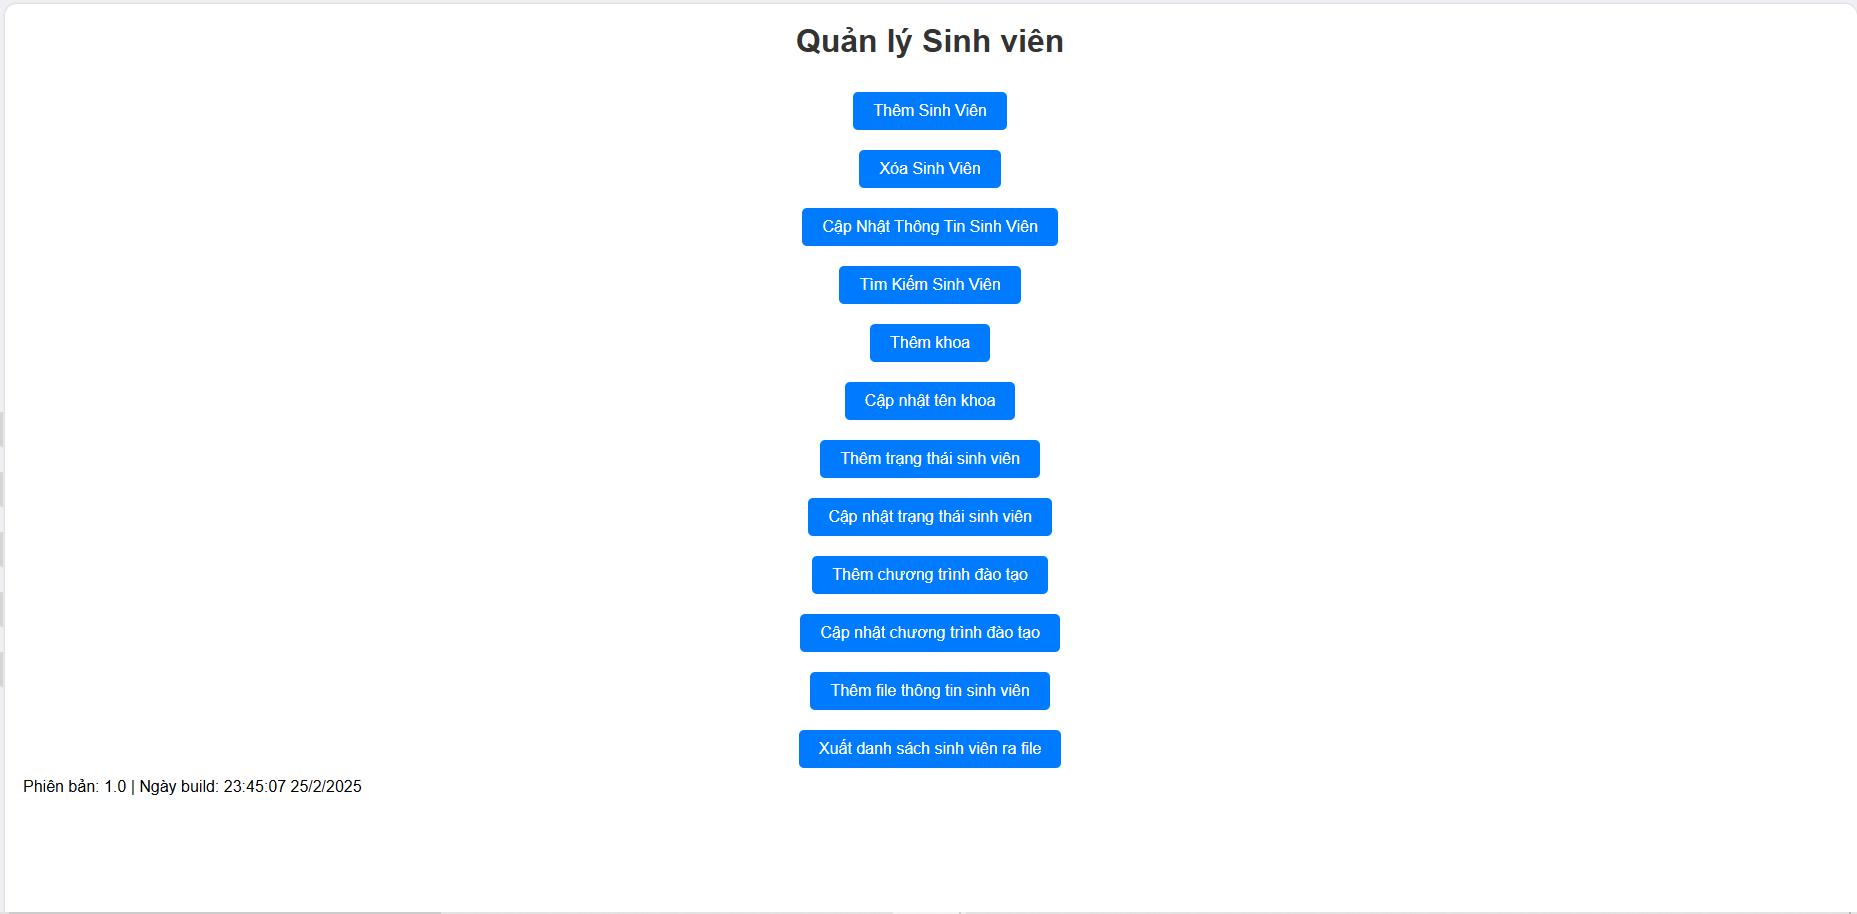 Quản lý Sinh viên
Thêm Sinh Viên
Xóa Sinh Viên
Cập Nhật Thông Tin Sinh Viên
Tìm Kiếm Sinh Viên
Thêm khoa
Cập nhật tên khoa
Thêm trạng thái sinh viên
Cập nhật trạng thái sinh viên
Thêm chương trình đào tạo
Cập nhật chương trình đào tạo
Thêm file thông tin sinh viên
Xuất danh sách sinh viên ra file
Phiên bản: 1.0 | Ngày build: 23:45:07 25/2/2025